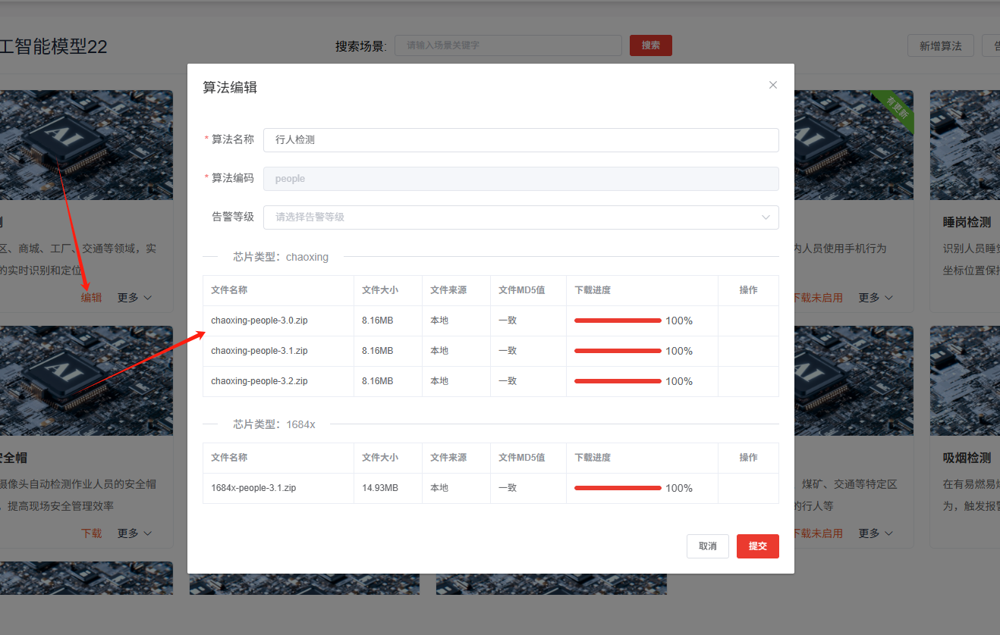 工智能模型22
搜索场景:
请输入场景关键字
搜索
新增算法
算法编辑
* 算法名称
行人检测
* 算法编码
people
告警等级
请选择告警等级
芯片类型：chaoxing
文件名称 文件大小 文件来源 文件MD5值 下载进度 操作
chaoxing-people-3.0.zip 8.16MB 本地 一致 100%
chaoxing-people-3.1.zip 8.16MB 本地 一致 100%
chaoxing-people-3.2.zip 8.16MB 本地 一致 100%
芯片类型：1684x
文件名称 文件大小 文件来源 文件MD5值 下载进度 操作
1684x-people-3.1.zip 14.93MB 本地 一致 100%
取消
提交
AI
区、商城、工厂、交通等领域，实
的实时识别和定位
编辑 更多
AI
有更新
内人员使用手机行为
下载未启用 更多
睡岗检测
识别人员睡
坐标位置保
AI
安全帽
摄像头自动检测作业人员的安全帽
，提高现场安全管理效率
下载 更多
AI
煤矿、交通等特定区
的行人等
下载未启用 更多
吸烟检测
在有易燃易
为，触发报